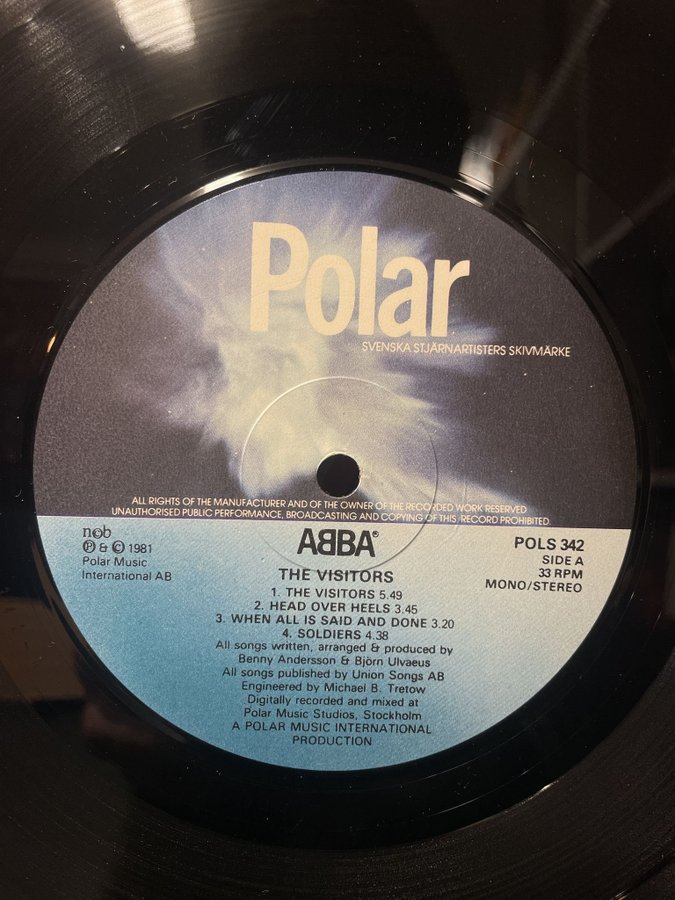 Polar
SVENSKA STJÄRNARTISTERS SKIVMÄRKE
ALL RIGHTS OF THE MANUFACTURER AND OF THE OWNER OF THE RECORDED WORK RESERVED
UNAUTHORISED PUBLIC PERFORMANCE, BROADCASTING AND COPYING OF THIS RECORD PROHIBITED.
ncb
℗ & © 1981
Polar Music
International AB
ABBA®
POLS 342
SIDE A
33 RPM
MONO/STEREO
THE VISITORS
1. THE VISITORS 5.49
2. HEAD OVER HEELS 3.45
3. WHEN ALL IS SAID AND DONE 3.20
4. SOLDIERS 4.38
All songs written, arranged & produced by
Benny Andersson & Björn Ulvaeus
All songs published by Union Songs AB
Engineered by Michael B. Tretow
Digitally recorded and mixed at
Polar Music Studios, Stockholm
A POLAR MUSIC INTERNATIONAL
PRODUCTION